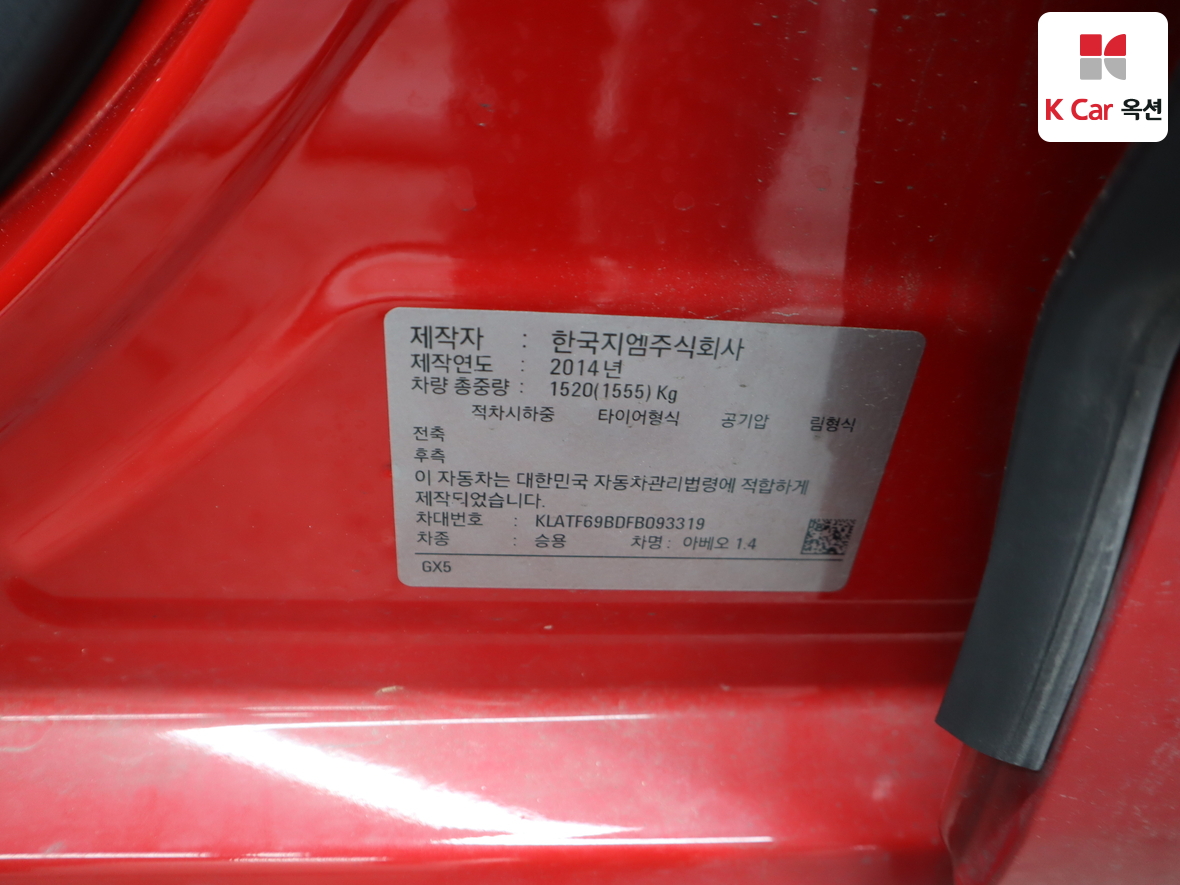 K Car 옥션
제작자 : 한국지엠주식회사
제작연도 : 2014년
차량 총중량 : 1520(1555) Kg
적차시하중 타이어형식 공기압 림형식
전축
후축
이 자동차는 대한민국 자동차관리법령에 적합하게
제작되었습니다.
차대번호 : KLATF69BDFB093319
차종 : 승용 차명 : 아베오 1.4
GX5